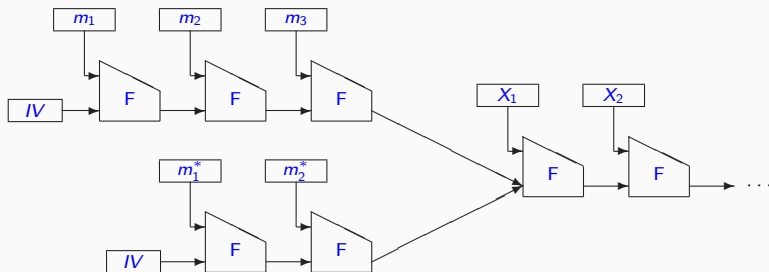 m₁ m₂ m₃
X₁ X₂
IV F F F
F F ...
m₁* m₂*
IV F F